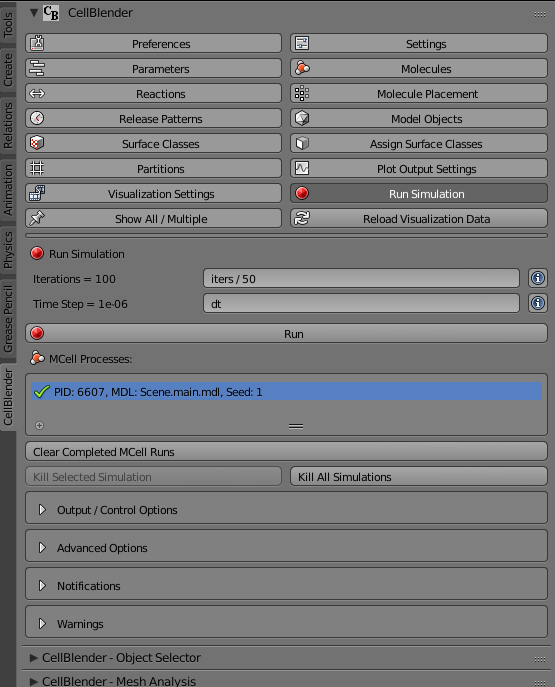 CellBlender
Preferences
Settings
Parameters
Molecules
Reactions
Molecule Placement
Release Patterns
Model Objects
Surface Classes
Assign Surface Classes
Partitions
Plot Output Settings
Visualization Settings
Run Simulation
Show All / Multiple
Reload Visualization Data
Run Simulation
Iterations = 100
iters / 50
Time Step = 1e-06
dt
Run
MCell Processes:
PID: 6607, MDL: Scene.main.mdl, Seed: 1
Clear Completed MCell Runs
Kill Selected Simulation
Kill All Simulations
Output / Control Options
Advanced Options
Notifications
Warnings
CellBlender - Object Selector
CellBlender - Mesh Analysis
Tools
Create
Relations
Animation
Physics
Grease Pencil
CellBlender